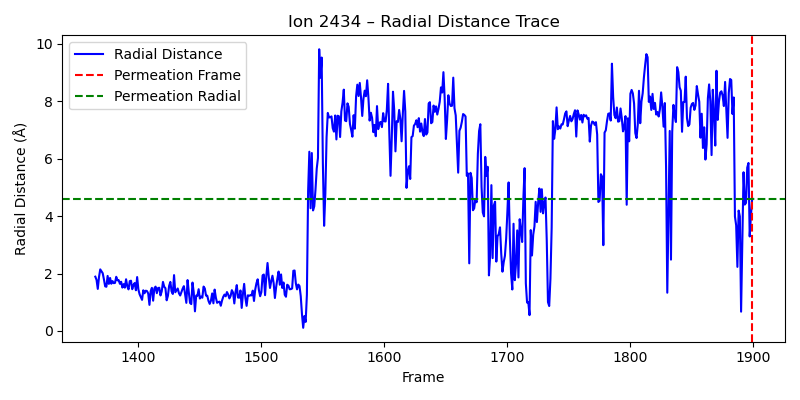 Ion 2434 – Radial Distance Trace
Radial Distance
Permeation Frame
Permeation Radial
Radial Distance (Å)
10
8
6
4
2
0
1400 1500 1600 1700 1800 1900
Frame